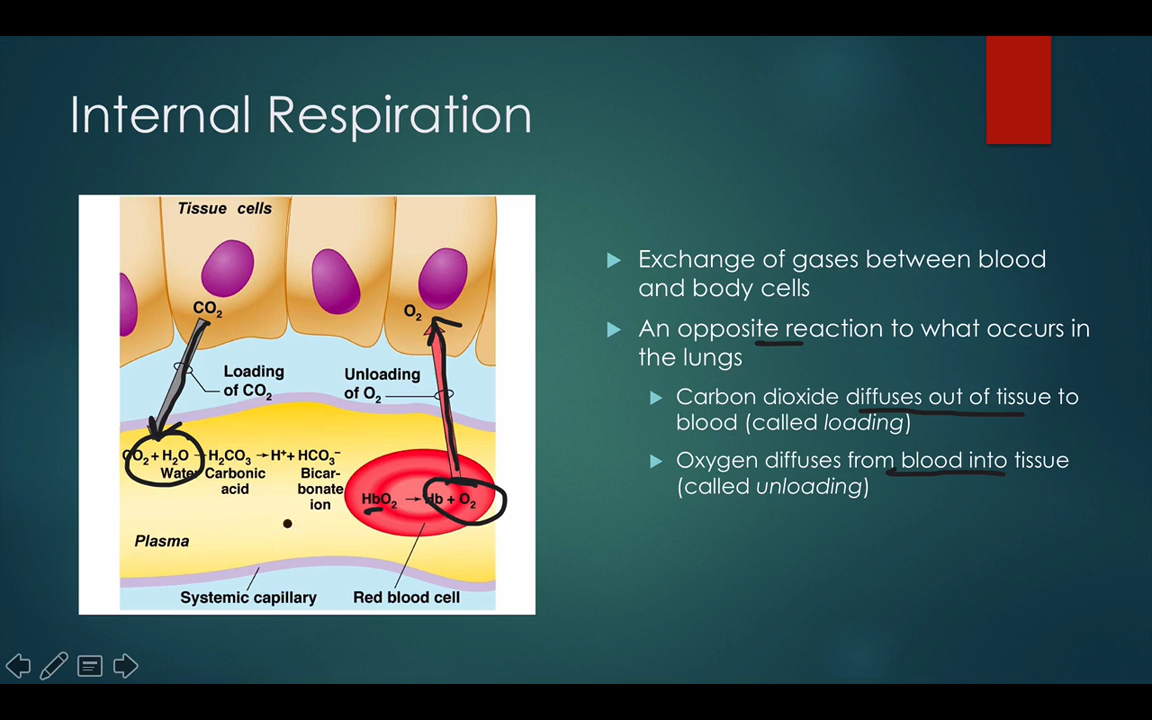 Internal Respiration
Tissue cells
CO₂
O₂
Loading
of CO₂
Unloading
of O₂
CO₂ + H₂O → H₂CO₃ → H⁺ + HCO₃⁻
Water Carbonic
acid
Bicar-
bonate
ion
HbO₂ → Hb + O₂
Plasma
Systemic capillary
Red blood cell
Exchange of gases between blood
and body cells
An opposite reaction to what occurs in
the lungs
Carbon dioxide diffuses out of tissue to
blood (called loading)
Oxygen diffuses from blood into tissue
(called unloading)